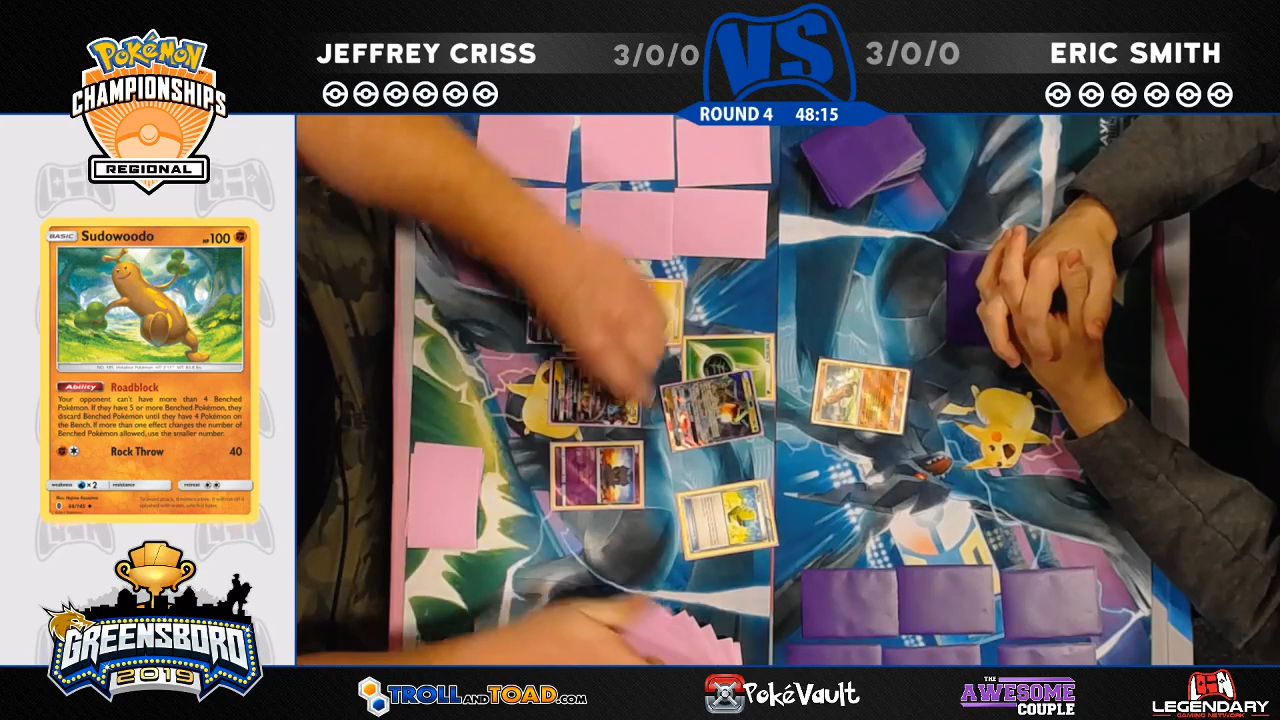 Pokémon
CHAMPIONSHIPS
REGIONAL
JEFFREY CRISS
3/0/0
VS
3/0/0
ERIC SMITH
ROUND 4 48:15
BASIC Sudowoodo HP 100
Ability Roadblock
Your opponent can't have more than 4 Benched
Pokémon. If they have 5 or more Benched Pokémon, they
discard Benched Pokémon until they have 4 Pokémon on
the Bench. If more than one effect changes the number of
Benched Pokémon allowed, use the smaller number.
Rock Throw 40
weakness ×2 resistance retreat
GREENSBORO
2019
TROLL AND TOAD.COM
PokéVault
THE
AWESOME
COUPLE
LEGENDARY
GAMING NETWORK